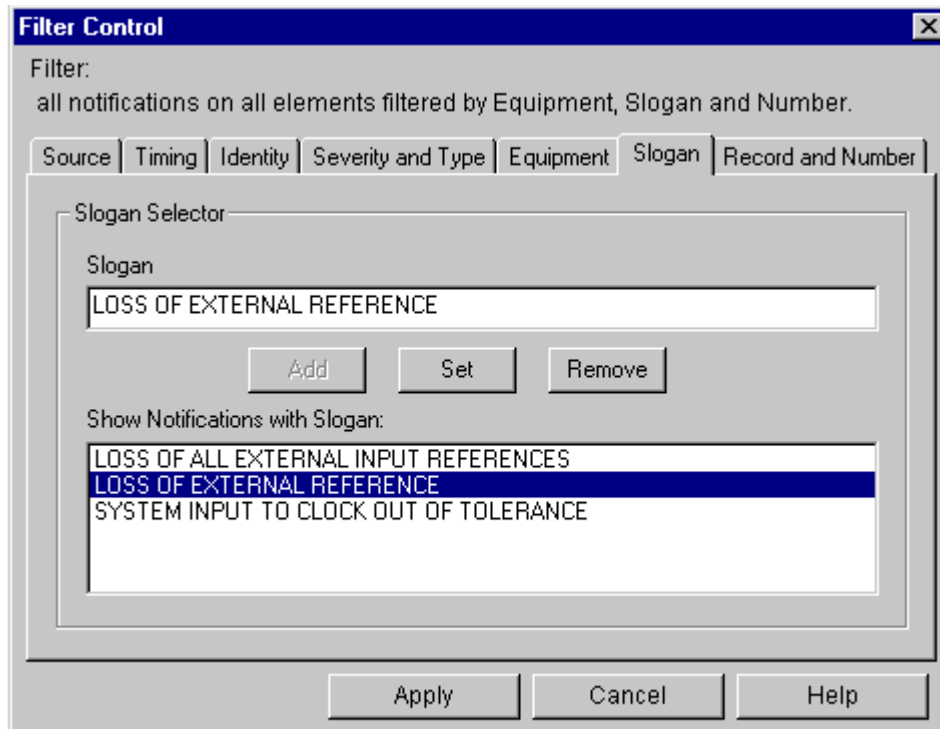 Filter Control
Filter:
all notifications on all elements filtered by Equipment, Slogan and Number.
Source Timing Identity Severity and Type Equipment Slogan Record and Number
Slogan Selector
Slogan
LOSS OF EXTERNAL REFERENCE
Add Set Remove
Show Notifications with Slogan:
LOSS OF ALL EXTERNAL INPUT REFERENCES
LOSS OF EXTERNAL REFERENCE
SYSTEM INPUT TO CLOCK OUT OF TOLERANCE
Apply Cancel Help